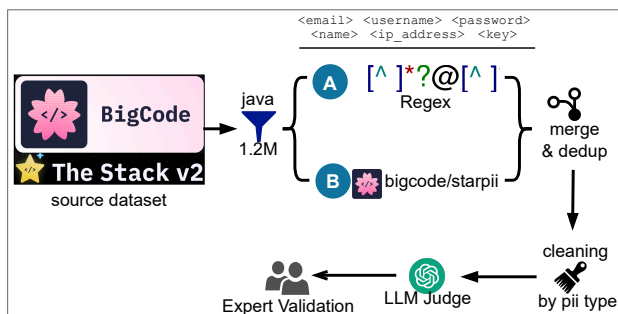 <email> <username> <password>
<name> <ip_address> <key>
</>
BigCode
</> The Stack v2
source dataset
java
1.2M
A
[^ ]*?@[^ ]
Regex
B
</> bigcode/starpii
merge
& dedup
cleaning
by pii type
LLM Judge
Expert Validation